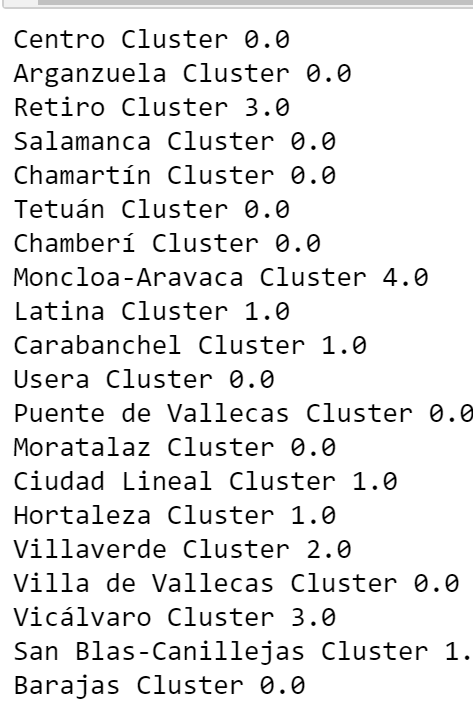 Centro Cluster 0.0
Arganzuela Cluster 0.0
Retiro Cluster 3.0
Salamanca Cluster 0.0
Chamartín Cluster 0.0
Tetuán Cluster 0.0
Chamberí Cluster 0.0
Moncloa-Aravaca Cluster 4.0
Latina Cluster 1.0
Carabanchel Cluster 1.0
Usera Cluster 0.0
Puente de Vallecas Cluster 0.0
Moratalaz Cluster 0.0
Ciudad Lineal Cluster 1.0
Hortaleza Cluster 1.0
Villaverde Cluster 2.0
Villa de Vallecas Cluster 0.0
Vicálvaro Cluster 3.0
San Blas-Canillejas Cluster 1.
Barajas Cluster 0.0